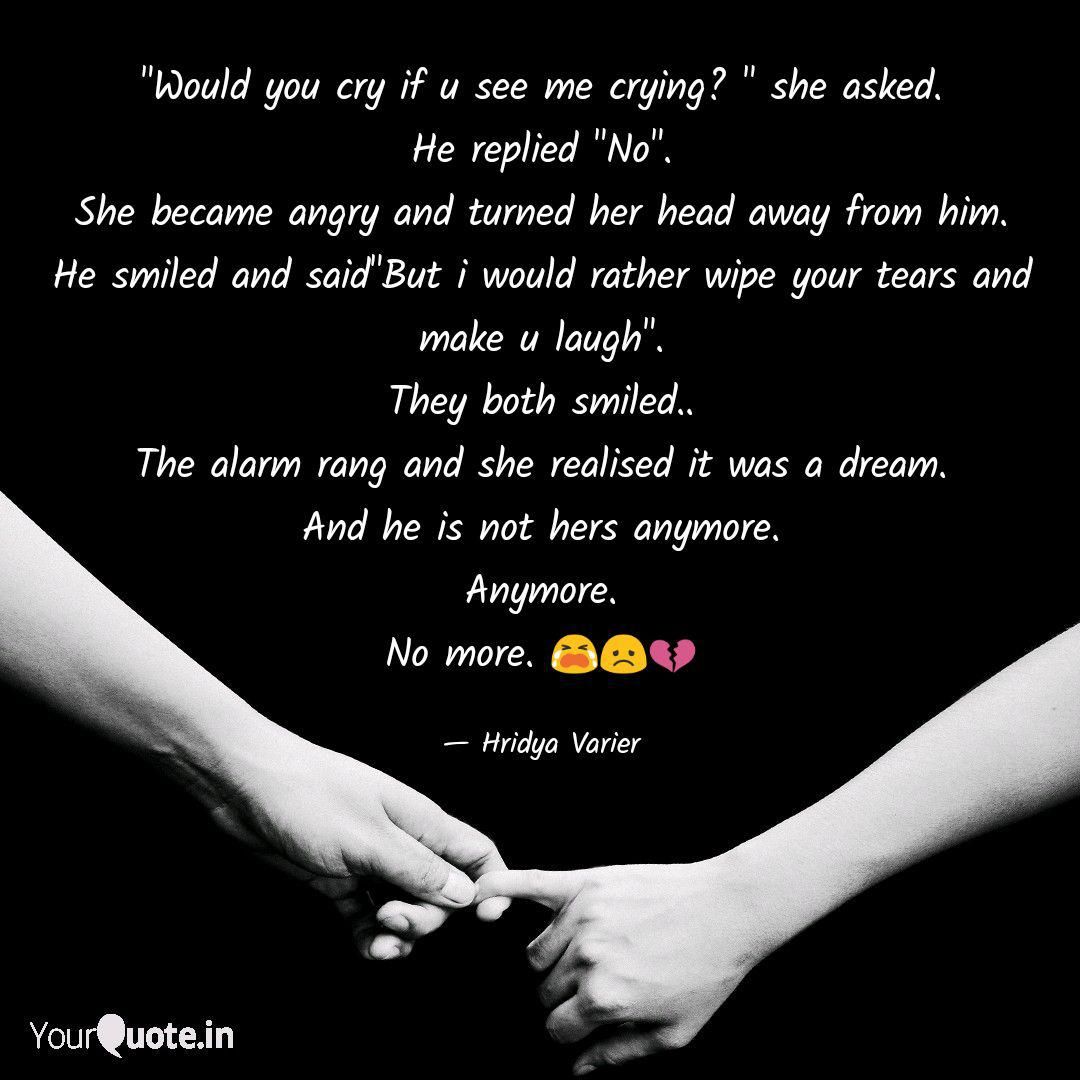 "Would you cry if u see me crying? " she asked.
He replied "No".
She became angry and turned her head away from him.
He smiled and said"But i would rather wipe your tears and
make u laugh".
They both smiled..
The alarm rang and she realised it was a dream.
And he is not hers anymore.
Anymore.
No more. 😭🙁💔
— Hridya Varier
YourQuote.in